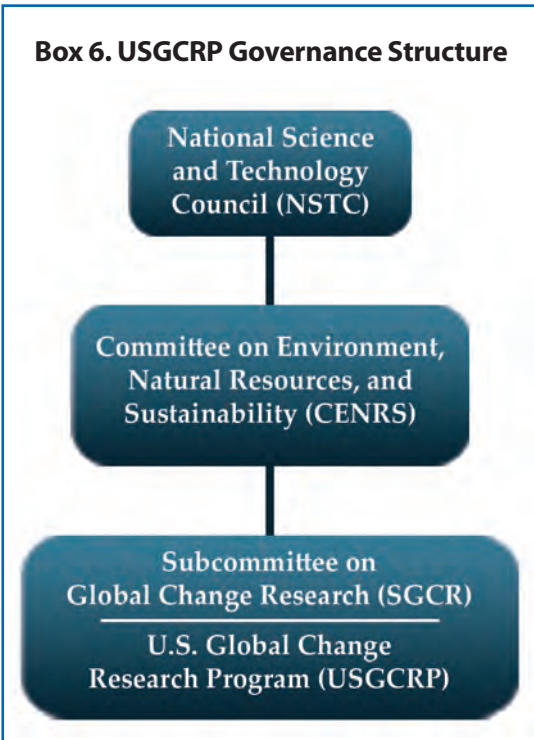 Box 6. USGCRP Governance Structure
National Science
and Technology
Council (NSTC)
Committee on Environment,
Natural Resources, and
Sustainability (CENRS)
Subcommittee on
Global Change Research (SGCR)
U.S. Global Change
Research Program (USGCRP)